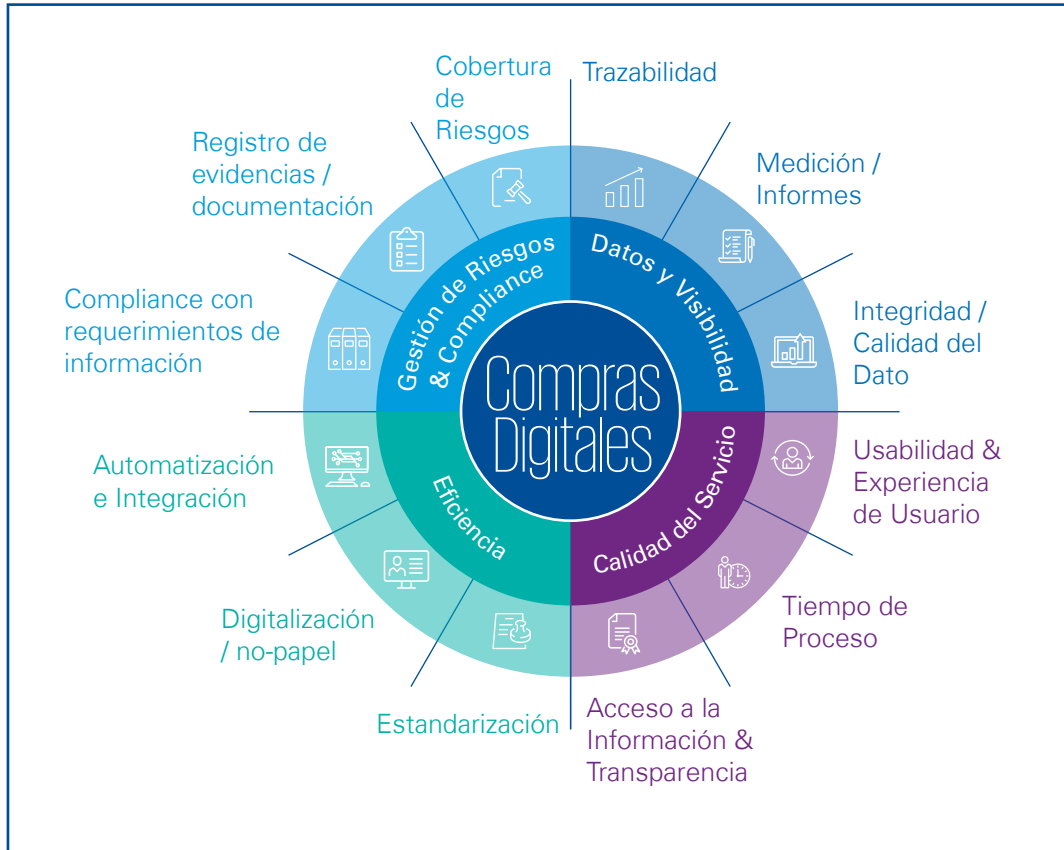 Cobertura
de
Riesgos
Trazabilidad
Registro de
evidencias /
documentación
Medición /
Informes
Compliance con
requerimientos de
información
Integridad /
Calidad del
Dato
Gestión de Riesgos
& Compliance
Datos y Visibilidad
Compras
Digitales
Eficiencia
Calidad del Servicio
Automatización
e Integración
Usabilidad &
Experiencia
de Usuario
Digitalización
/ no-papel
Tiempo de
Proceso
Estandarización
Acceso a la
Información &
Transparencia